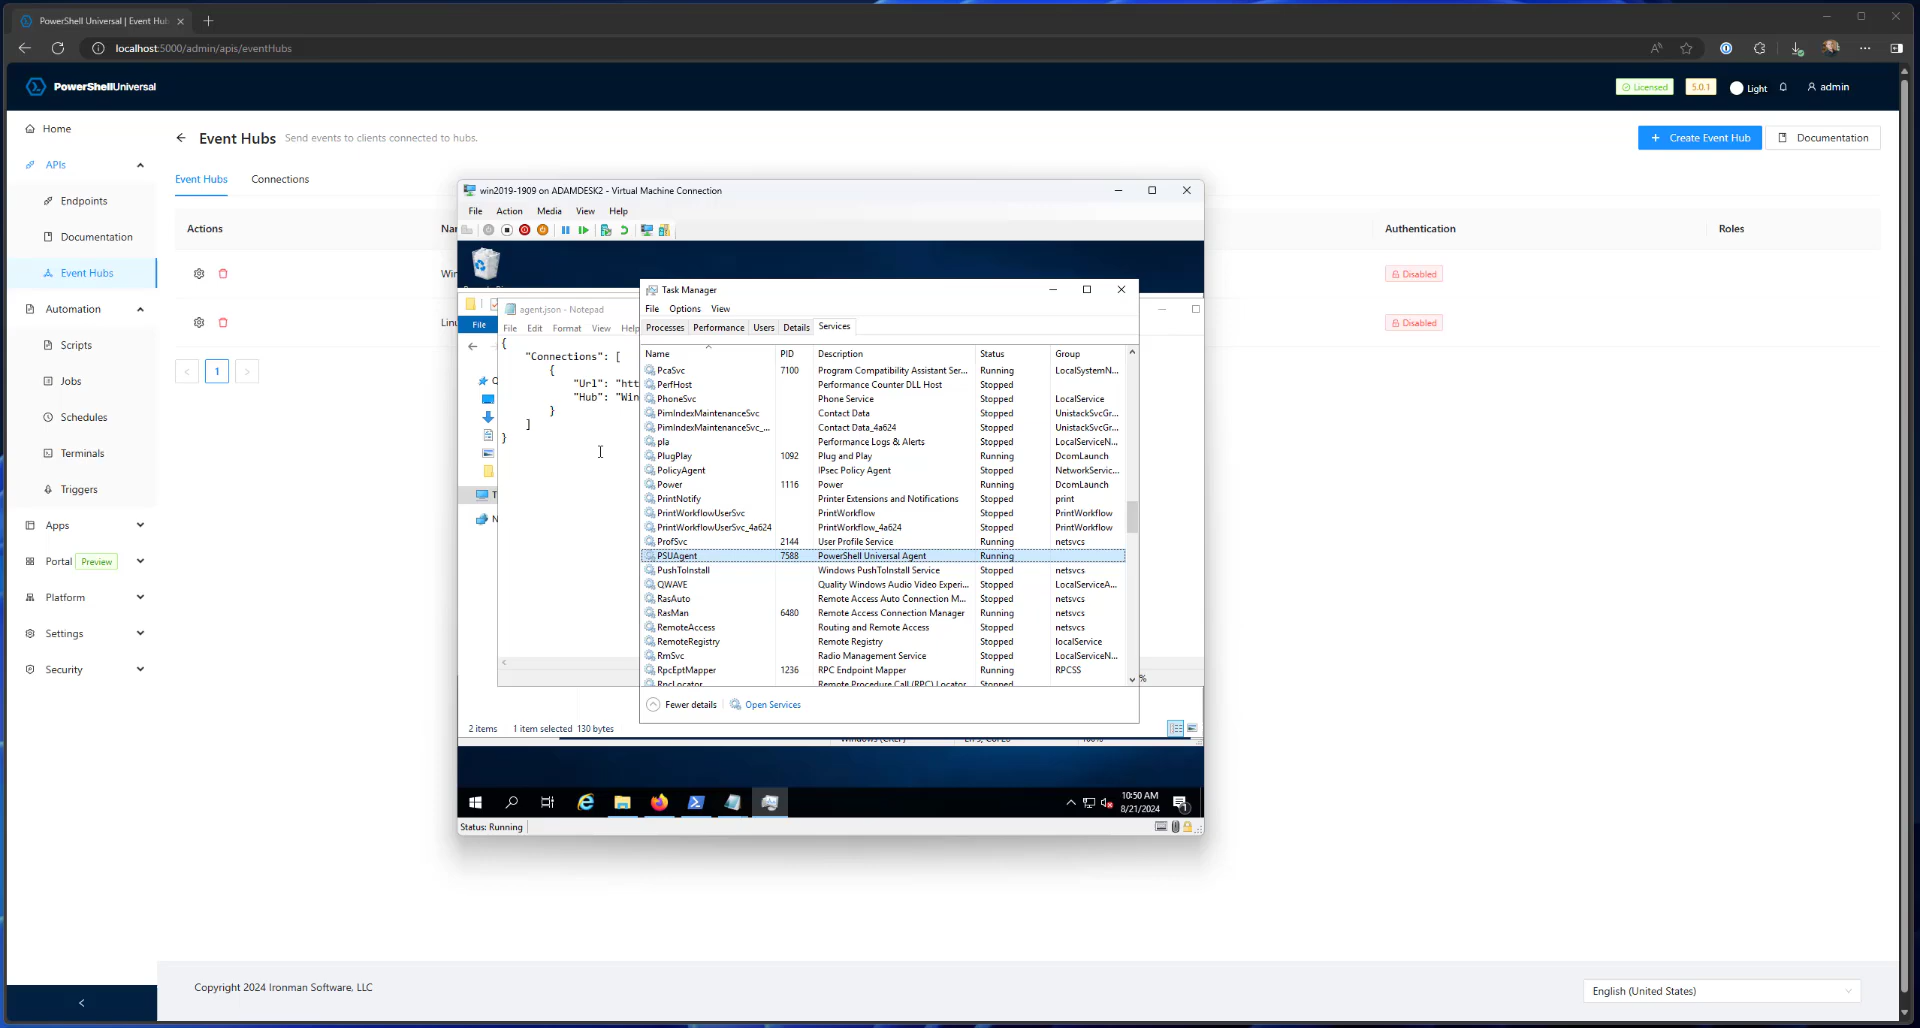 PowerShell Universal | Event Hub
localhost:5000/admin/apis/eventHubs
PowerShellUniversal
Licensed
5.0.1
Light
admin
Home
APIs
Endpoints
Documentation
Event Hubs
Automation
Scripts
Jobs
Schedules
Terminals
Triggers
Apps
Portal Preview
Platform
Settings
Security
Event Hubs Send events to clients connected to hubs.
Create Event Hub
Documentation
Event Hubs Connections
Actions
Authentication Roles
Disabled
Disabled
< 1 >
win2019-1909 on ADAMDESK2 - Virtual Machine Connection
File Action Media View Help
File
agent.json - Notepad
File Edit Format View Help
{
"Connections": [
{
"Url":
"Hub":
}
]
}
Task Manager
File Options View
Processes Performance Users Details Services
Name PID Description Status Group
PcaSvc 7100 Program Compatibility Assistant Ser... Running LocalSystemN...
PerfHost Performance Counter DLL Host Stopped
PhoneSvc Phone Service Stopped LocalService
PimIndexMaintenanceSvc Contact Data Stopped UnistackSvcGr...
PimIndexMaintenanceSvc_... Contact Data_4a624 Stopped UnistackSvcGr...
pla Performance Logs & Alerts Stopped LocalServiceN...
PlugPlay 1092 Plug and Play Running DcomLaunch
PolicyAgent IPsec Policy Agent Stopped NetworkServic...
Power 1116 Power Running DcomLaunch
PrintNotify Printer Extensions and Notifications Stopped print
PrintWorkflowUserSvc PrintWorkflow Stopped PrintWorkflow
PrintWorkflowUserSvc_4a624 PrintWorkflow_4a624 Stopped PrintWorkflow
ProfSvc 2144 User Profile Service Running netsvcs
PSUAgent 7588 PowerShell Universal Agent Running
PushToInstall Windows PushToInstall Service Stopped netsvcs
QWAVE Quality Windows Audio Video Experi... Stopped LocalServiceA...
RasAuto Remote Access Auto Connection M... Stopped netsvcs
RasMan 6480 Remote Access Connection Manager Running netsvcs
RemoteAccess Routing and Remote Access Stopped netsvcs
RemoteRegistry Remote Registry Stopped localService
RmSvc Radio Management Service Stopped LocalServiceN...
RpcEptMapper 1236 RPC Endpoint Mapper Running RPCSS
RpcLocator Remote Procedure Call (RPC) Locator Stopped
Fewer details Open Services
2 items 1 item selected 130 bytes
10:50 AM
8/21/2024
Status: Running
Copyright 2024 Ironman Software, LLC
English (United States)